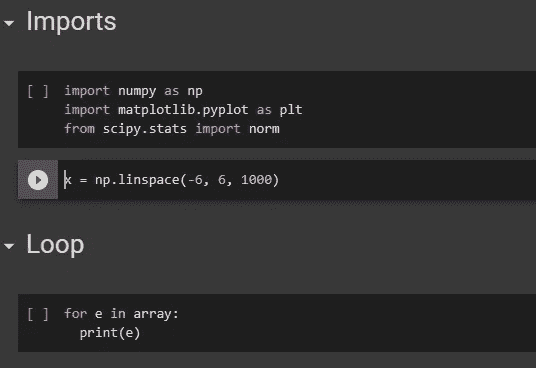 Imports
[ ] import numpy as np
import matplotlib.pyplot as plt
from scipy.stats import norm
x = np.linspace(-6, 6, 1000)
Loop
[ ] for e in array:
print(e)